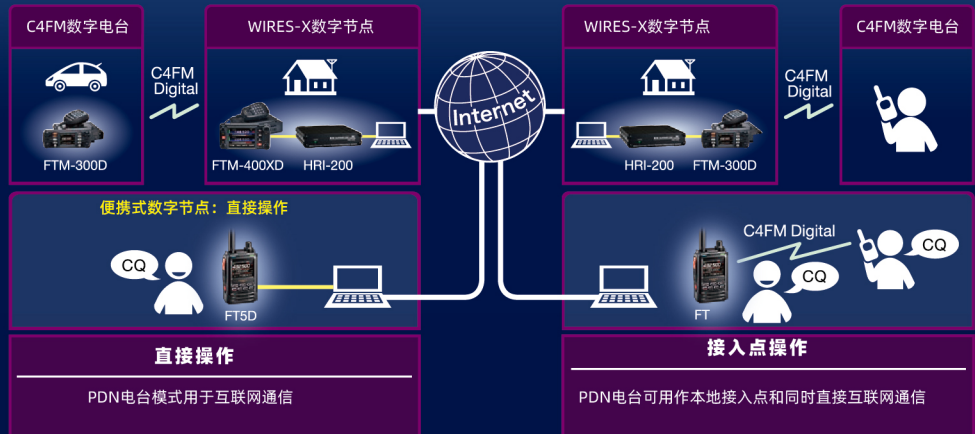 C4FM数字电台
WIRES-X数字节点
WIRES-X数字节点
C4FM数字电台
C4FM
Digital
FTM-300D
FTM-400XD
HRI-200
Internet
HRI-200
FTM-300D
C4FM
Digital
便携式数字节点：直接操作
CQ
FT5D
C4FM Digital
CQ
CQ
FT
直接操作
PDN电台模式用于互联网通信
接入点操作
PDN电台可用作本地接入点和同时直接互联网通信